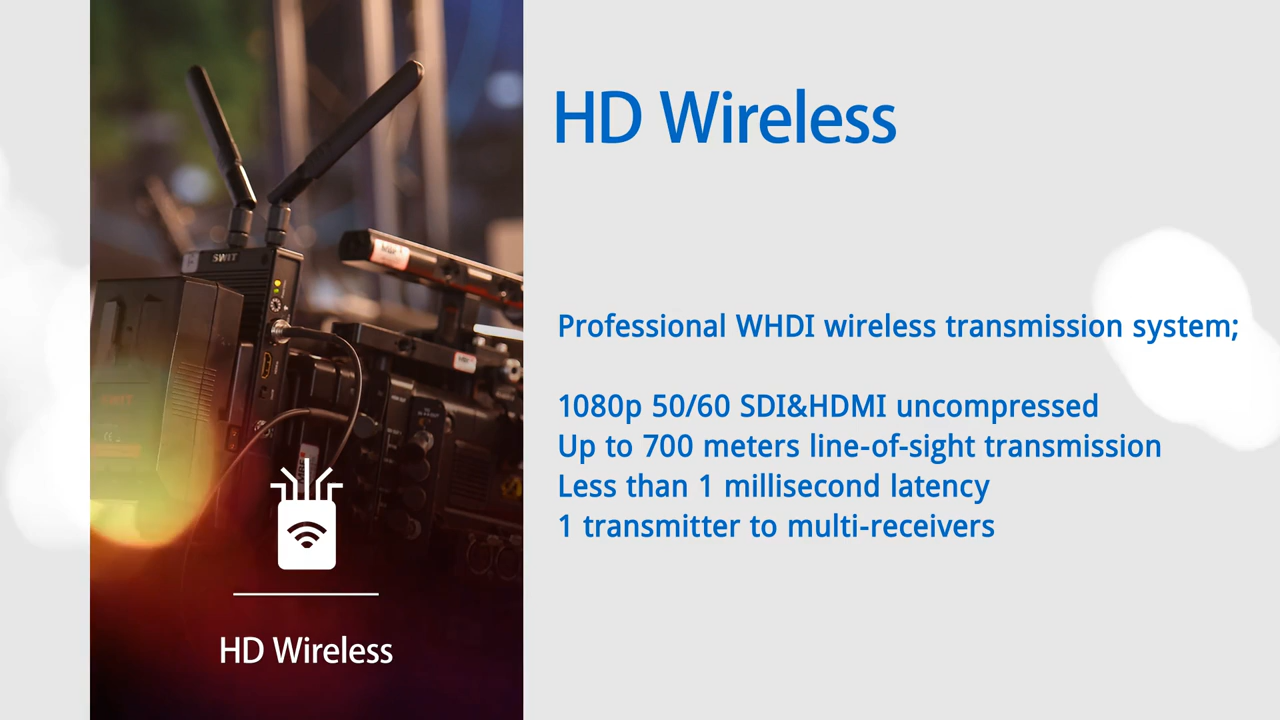 HD Wireless
Professional WHDI wireless transmission system;
1080p 50/60 SDI&HDMI uncompressed
Up to 700 meters line-of-sight transmission
Less than 1 millisecond latency
1 transmitter to multi-receivers
SWIT
HD Wireless